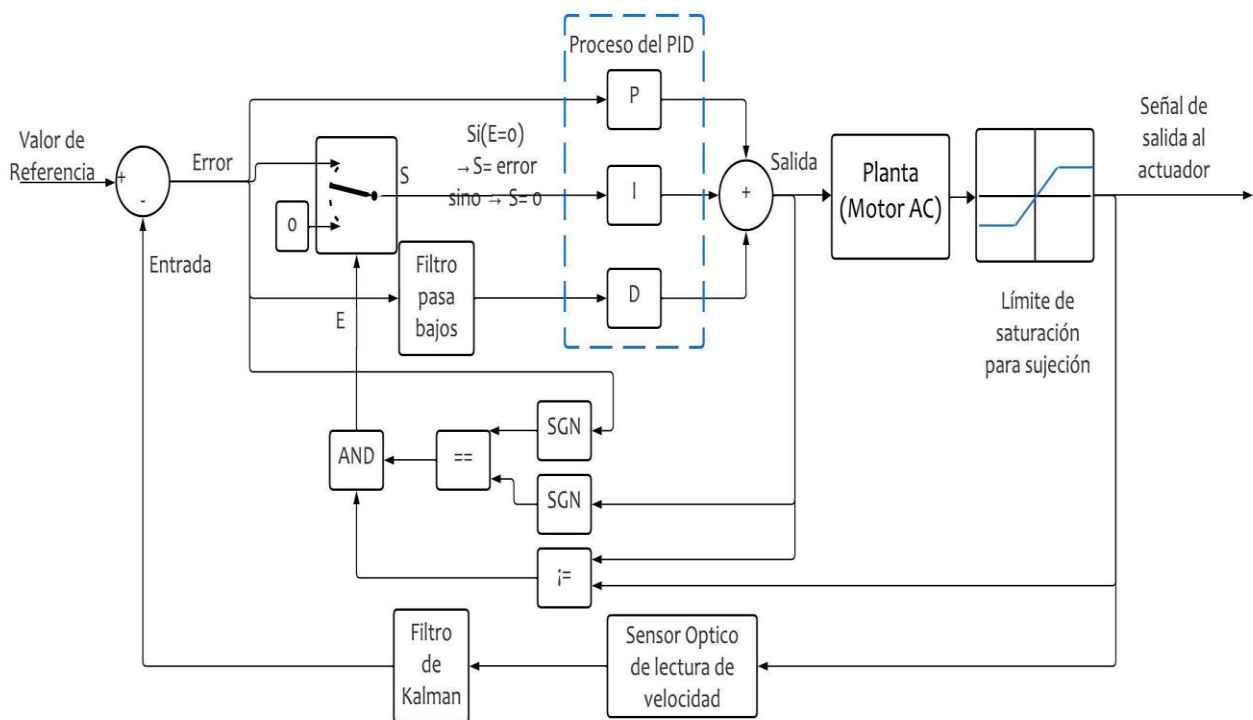 Proceso del PID
P
Valor de
Referencia
+
-
Error
Si(E=0)
→S= error
sino → S= 0
S
0
I
+
Salida
Planta
(Motor AC)
Señal de
salida al
actuador
Entrada
E
Filtro
pasa
bajos
D
Límite de
saturación
para sujeción
SGN
AND
==
SGN
¡=
Filtro
de
Kalman
Sensor Optico
de lectura de
velocidad